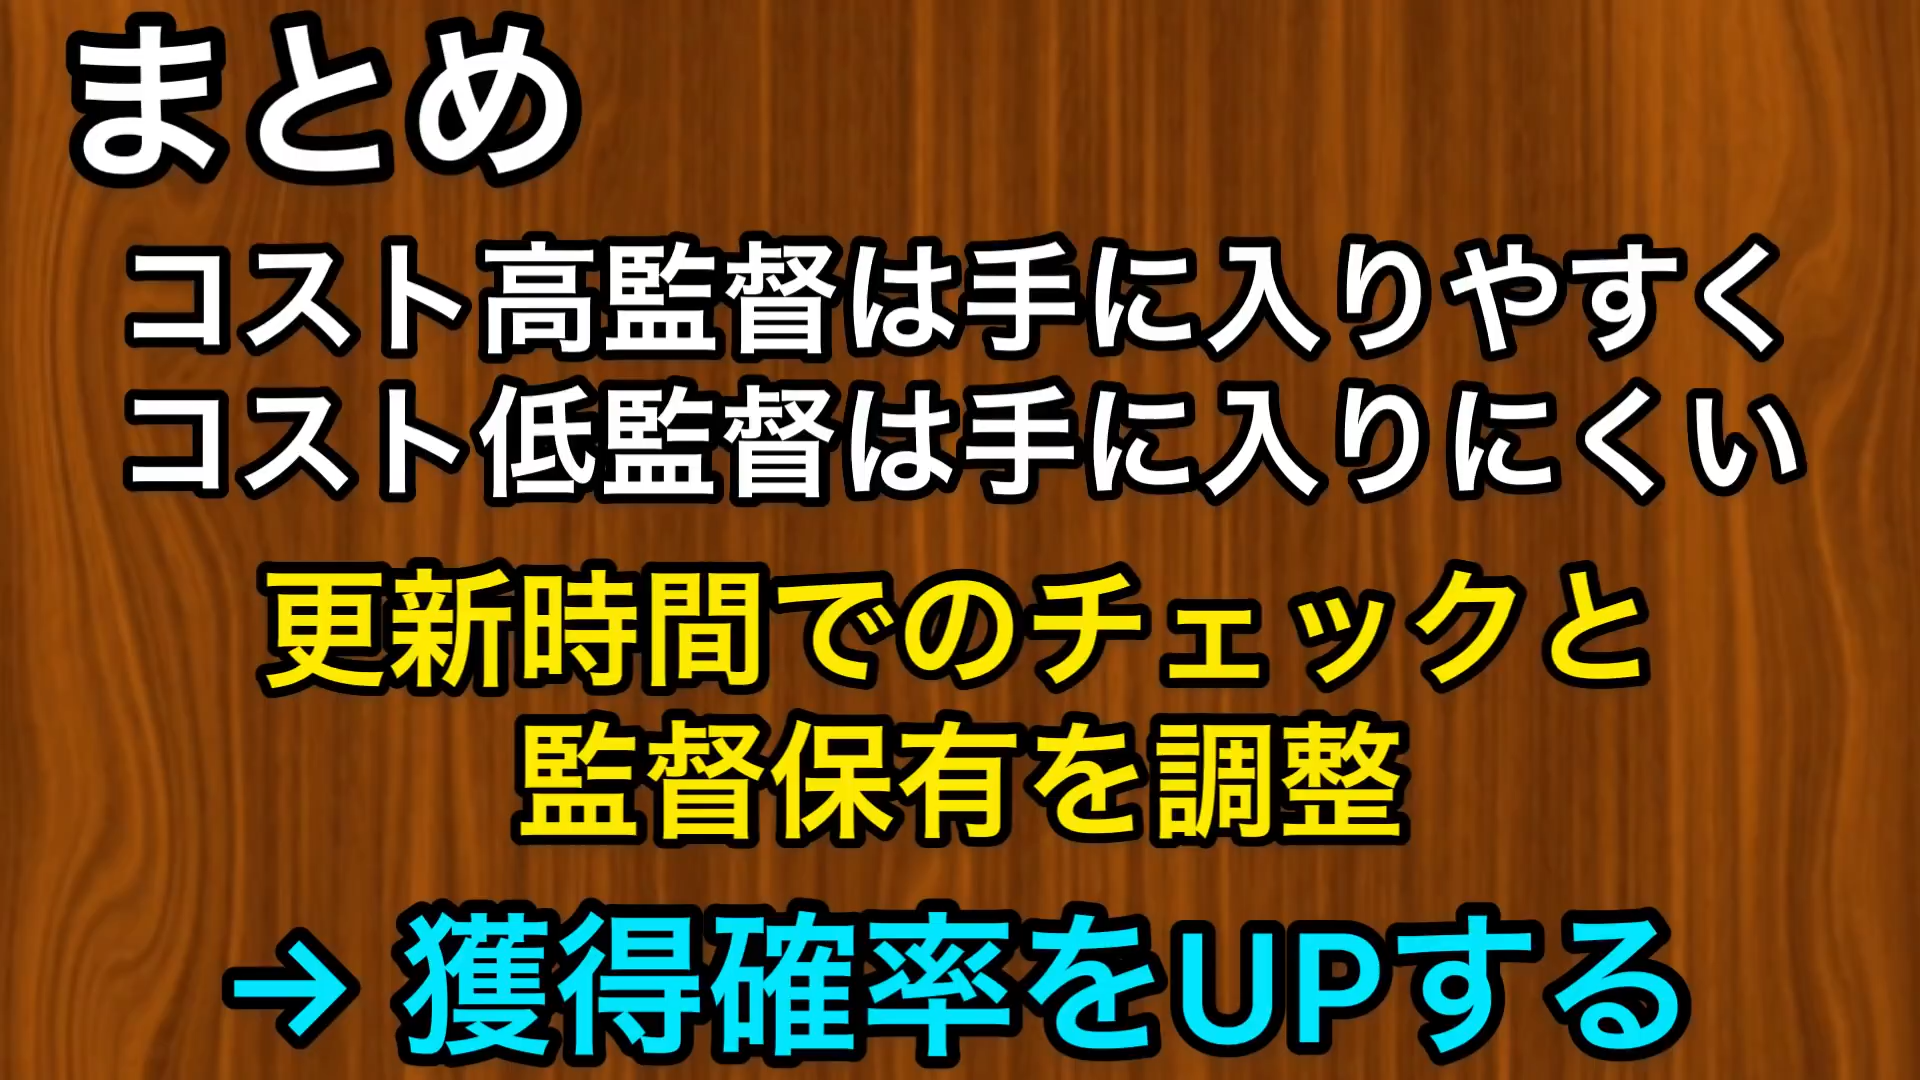 まとめ
コスト高監督は手に入りやすく
コスト低監督は手に入りにくい
更新時間でのチェックと
監督保有を調整
→ 獲得確率をUPする